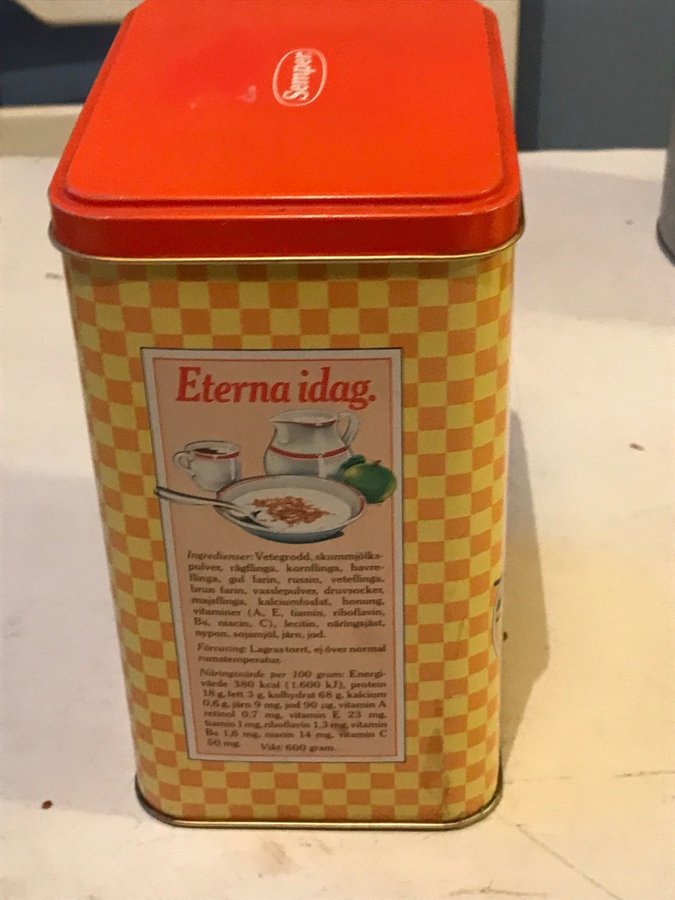 Semper
Eterna idag.
Ingredienser: Vetegrodd, skummjölks-
pulver, rågflinga, kornflinga, havre-
flinga, gul farin, russin, veteflinga,
brun farin, vasslepulver, druvsocker,
majsflinga, kalciumfosfat, honung,
vitaminer (A, E, tiamin, riboflavin,
B₆, niacin, C), lecitin, näringsjäst,
nypon, sojamjöl, järn, jod.
Förvaring: Lagras torrt, ej över normal
rumstemperatur.
Näringsvärde per 100 gram: Energi-
värde 380 kcal (1.600 kJ), protein
18 g, fett 3 g, kolhydrat 68 g, kalcium
0,6 g, järn 9 mg, jod 90 µg, vitamin A
retinol 0,7 mg, vitamin E 23 mg,
tiamin 1 mg, riboflavin 1,3 mg, vitamin
B₆ 1,6 mg, niacin 14 mg, vitamin C
50 mg. Vikt: 600 gram.